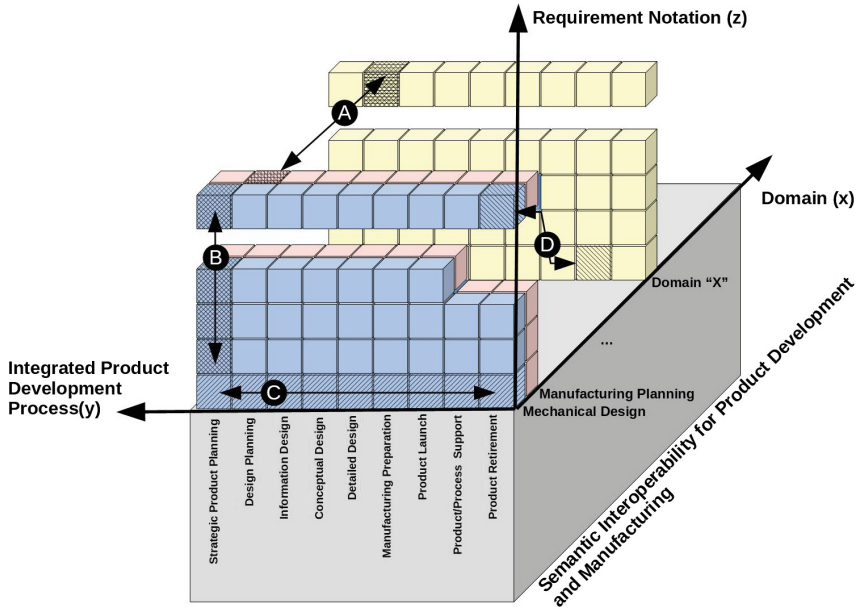 Requirement Notation (z)
A
Domain (x)
B
D
Domain “X”
...
Integrated Product
Development
Process(y)
C
Manufacturing Planning
Mechanical Design
Strategic Product Planning
Design Planning
Information Design
Conceptual Design
Detailed Design
Manufacturing Preparation
Product Launch
Product/Process Support
Product Retirement
Semantic Interoperability for Product Development
and Manufacturing